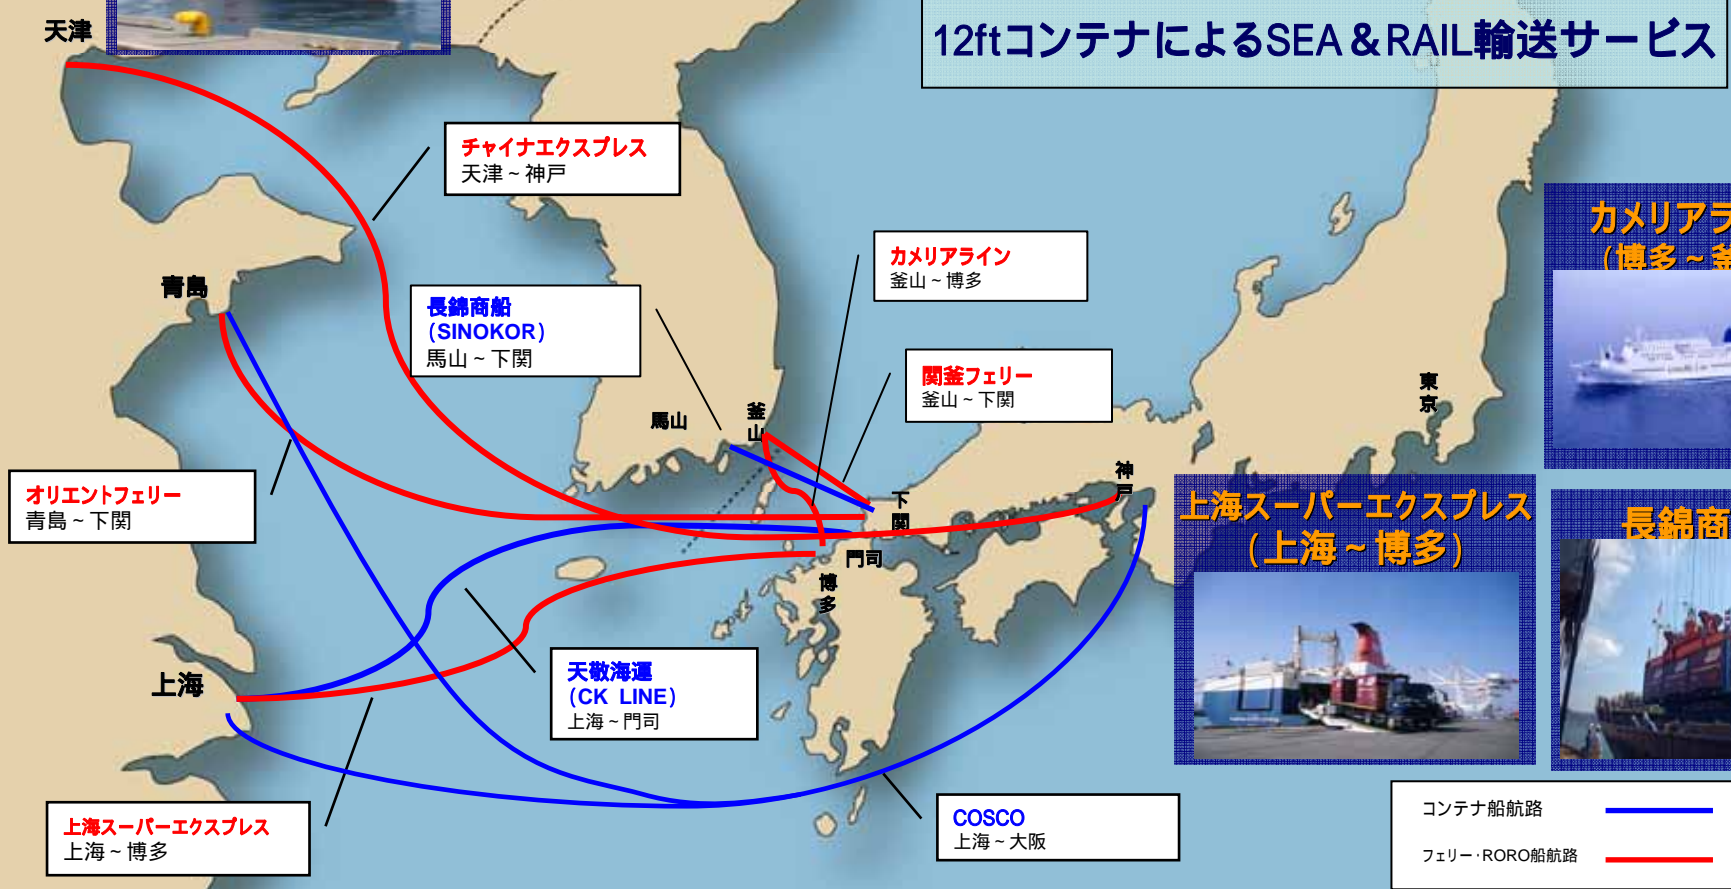 12ftコンテナによるSEA＆RAIL輸送サービス
天津
チャイナエクスプレス
天津～神戸
カメリアラ
(博多～釜
カメリアライン
釜山～博多
青島
長錦商船
(SINOKOR)
馬山～下関
関釜フェリー
釜山～下関
東京
馬山
釜山
神戸
オリエントフェリー
青島～下関
下関
上海スーパーエクスプレス
(上海～博多)
長錦商
門司
博多
上海
天敬海運
(CK LINE)
上海～門司
上海スーパーエクスプレス
上海～博多
COSCO
上海～大阪
コンテナ船航路
フェリー・RORO船航路